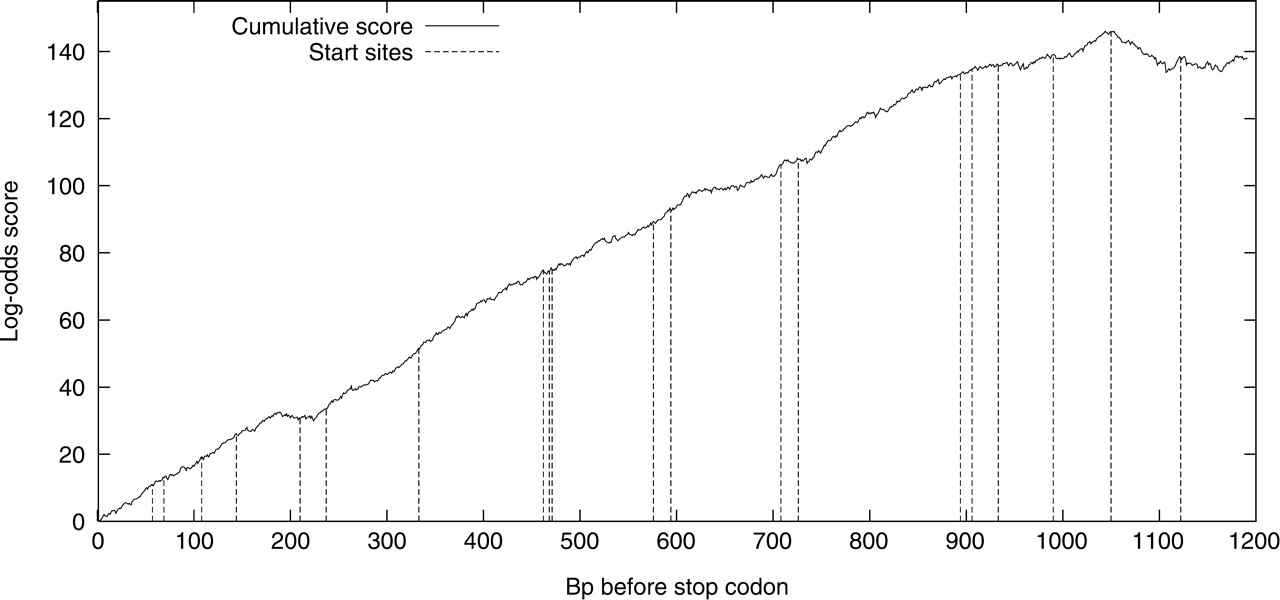 Cumulative score
Start sites
140
120
100
80
60
40
20
0
Log-odds score
0 100 200 300 400 500 600 700 800 900 1000 1100 1200
Bp before stop codon